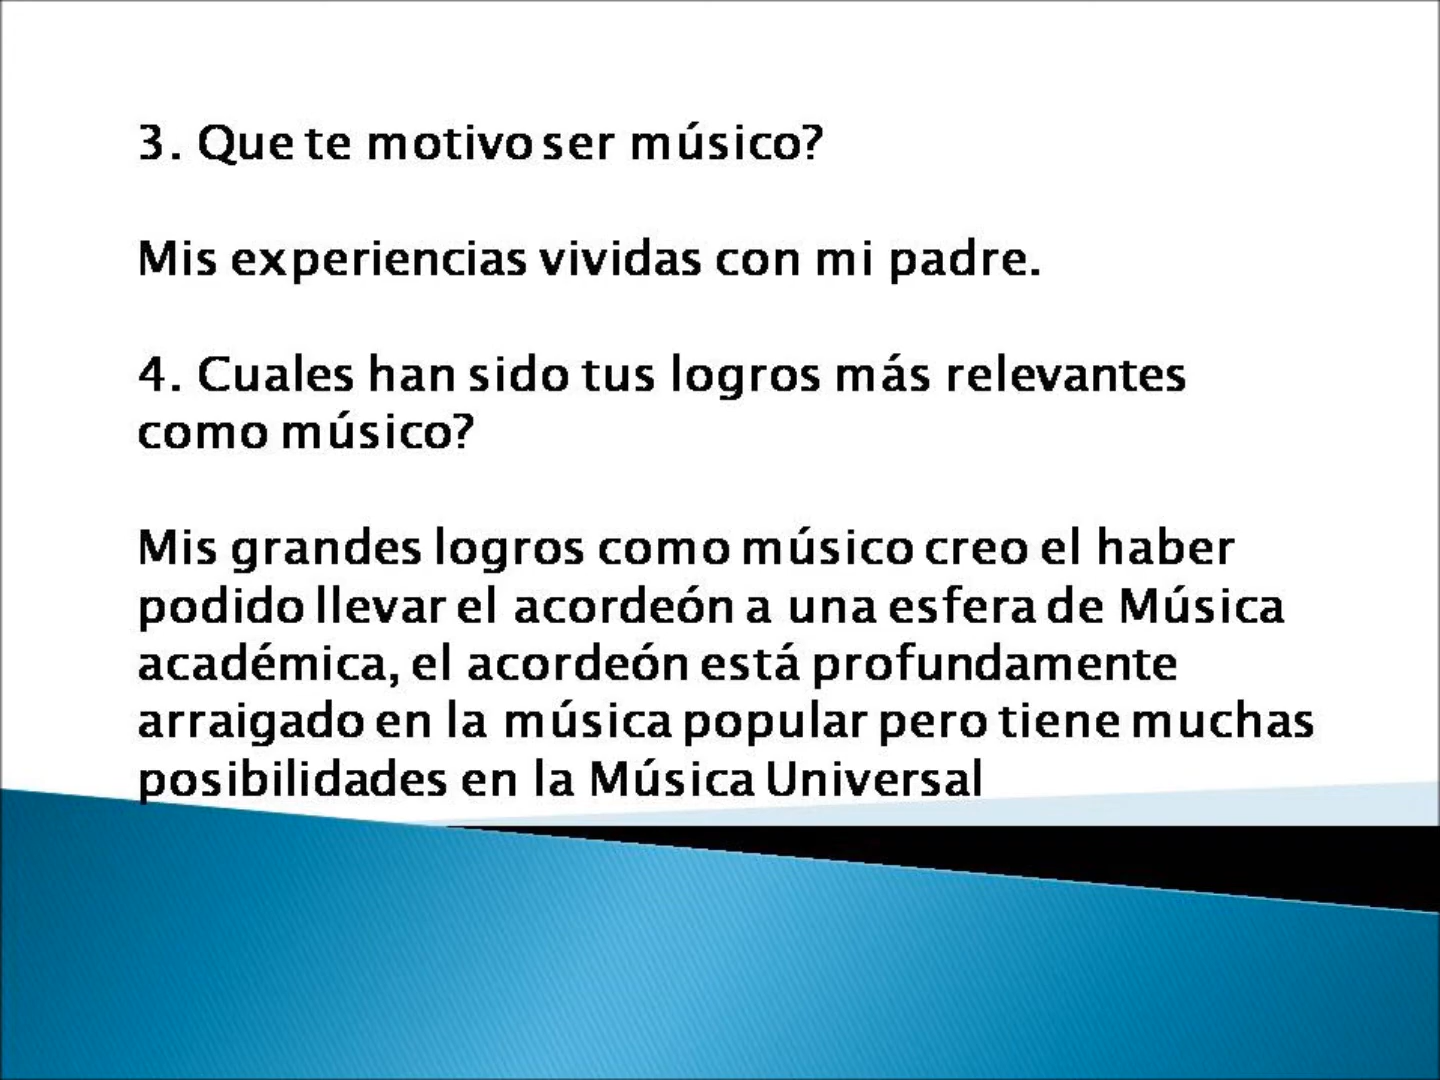 3. Que te motivo ser músico?
Mis experiencias vividas con mi padre.
4. Cuales han sido tus logros más relevantes
como músico?
Mis grandes logros como músico creo el haber
podido llevar el acordeón a una esfera de Música
académica, el acordeón está profundamente
arraigado en la música popular pero tiene muchas
posibilidades en la Música Universal